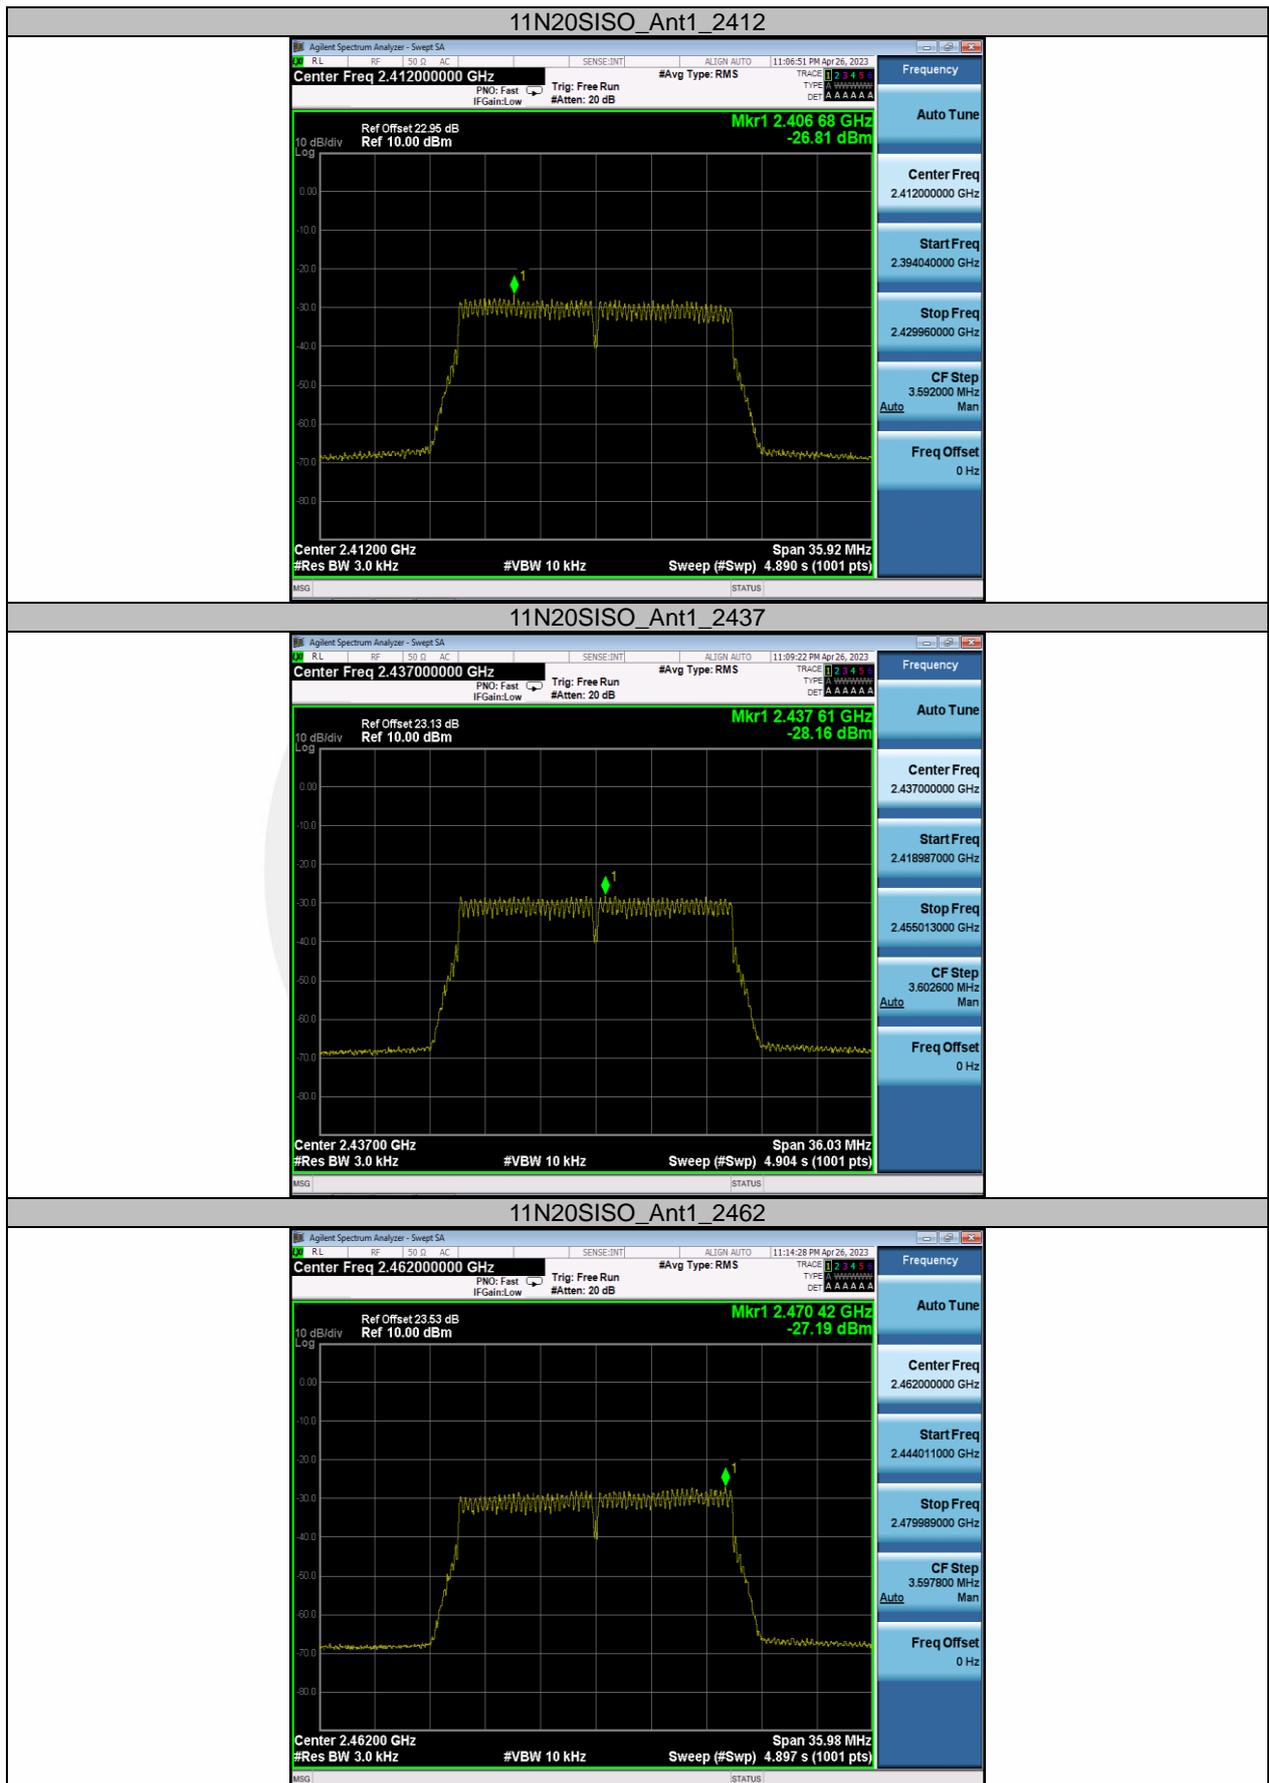 11N20SISO_Ant1_2412
Agilent Spectrum Analyzer - Swept SA
LXI RL RF 50 Ω AC SENSE:INT ALIGN AUTO 11:06:51 PM Apr 26, 2023
Center Freq 2.412000000 GHz #Avg Type: RMS TRACE 1 2 3 4 5 6
PNO: Fast Trig: Free Run TYPE A WWWWW
IFGain:Low #Atten: 20 dB DET A A A A A A
Frequency
Auto Tune
Mkr1 2.406 68 GHz
-26.81 dBm
Ref Offset 22.95 dB
10 dB/div Ref 10.00 dBm
Log
0.00
-10.0
-20.0
-30.0
-40.0
-50.0
-60.0
-70.0
-80.0
1
Center Freq
2.412000000 GHz
Start Freq
2.394040000 GHz
Stop Freq
2.429960000 GHz
CF Step
3.592000 MHz
Auto Man
Freq Offset
0 Hz
Center 2.41200 GHz Span 35.92 MHz
#Res BW 3.0 kHz #VBW 10 kHz Sweep (#Swp) 4.890 s (1001 pts)
MSG STATUS
11N20SISO_Ant1_2437
Agilent Spectrum Analyzer - Swept SA
LXI RL RF 50 Ω AC SENSE:INT ALIGN AUTO 11:09:22 PM Apr 26, 2023
Center Freq 2.437000000 GHz #Avg Type: RMS TRACE 1 2 3 4 5 6
PNO: Fast Trig: Free Run TYPE A WWWWW
IFGain:Low #Atten: 20 dB DET A A A A A A
Frequency
Auto Tune
Mkr1 2.437 61 GHz
-28.16 dBm
Ref Offset 23.13 dB
10 dB/div Ref 10.00 dBm
Log
0.00
-10.0
-20.0
-30.0
-40.0
-50.0
-60.0
-70.0
-80.0
1
Center Freq
2.437000000 GHz
Start Freq
2.418987000 GHz
Stop Freq
2.455013000 GHz
CF Step
3.602600 MHz
Auto Man
Freq Offset
0 Hz
Center 2.43700 GHz Span 36.03 MHz
#Res BW 3.0 kHz #VBW 10 kHz Sweep (#Swp) 4.904 s (1001 pts)
MSG STATUS
11N20SISO_Ant1_2462
Agilent Spectrum Analyzer - Swept SA
LXI RL RF 50 Ω AC SENSE:INT ALIGN AUTO 11:14:28 PM Apr 26, 2023
Center Freq 2.462000000 GHz #Avg Type: RMS TRACE 1 2 3 4 5 6
PNO: Fast Trig: Free Run TYPE A WWWWW
IFGain:Low #Atten: 20 dB DET A A A A A A
Frequency
Auto Tune
Mkr1 2.470 42 GHz
-27.19 dBm
Ref Offset 23.53 dB
10 dB/div Ref 10.00 dBm
Log
0.00
-10.0
-20.0
-30.0
-40.0
-50.0
-60.0
-70.0
-80.0
1
Center Freq
2.462000000 GHz
Start Freq
2.444011000 GHz
Stop Freq
2.479989000 GHz
CF Step
3.597800 MHz
Auto Man
Freq Offset
0 Hz
Center 2.46200 GHz Span 35.98 MHz
#Res BW 3.0 kHz #VBW 10 kHz Sweep (#Swp) 4.897 s (1001 pts)
MSG STATUS